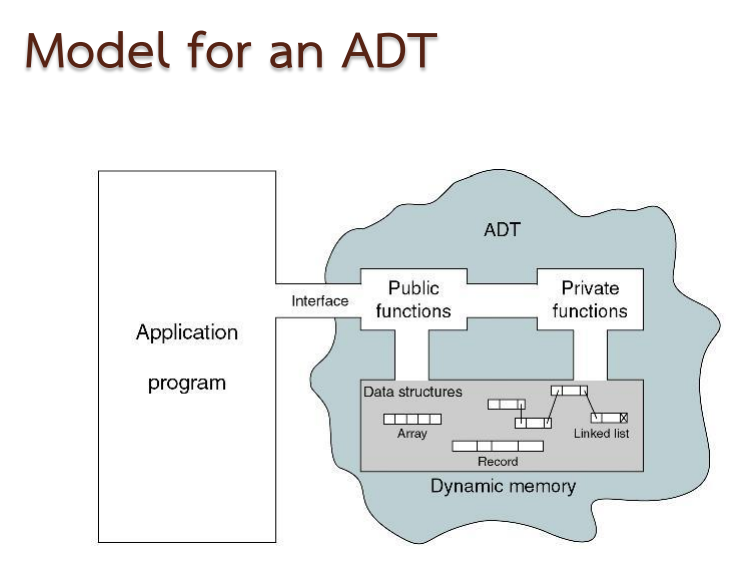 Model for an ADT
ADT
Interface
Public
functions
Private
functions
Application
program
Data structures
Array
Linked list
Record
Dynamic memory